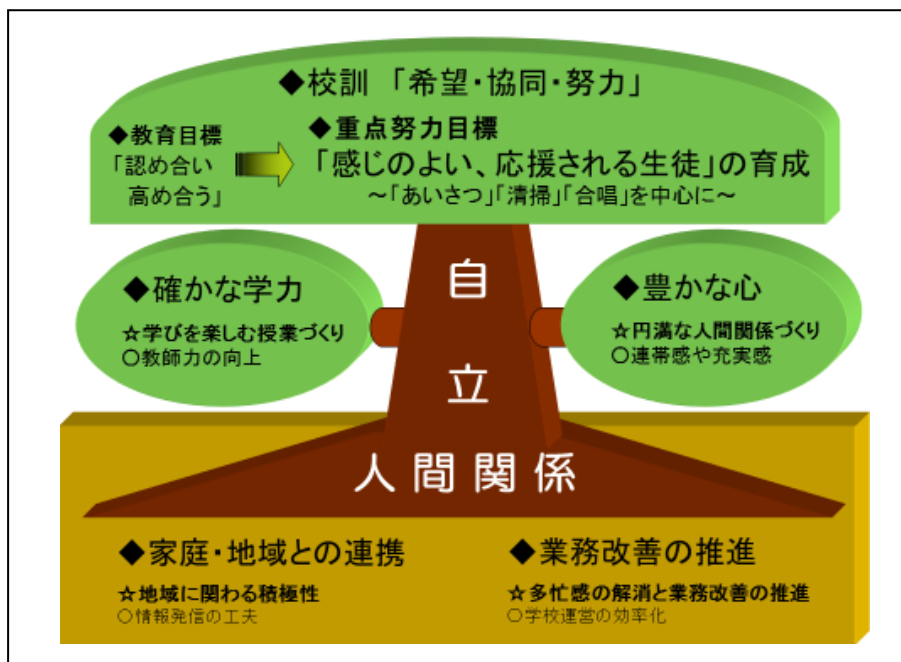 ◆校訓 「希望・協同・努力」
◆教育目標
「認め合い
高め合う」
◆重点努力目標
「感じのよい、応援される生徒」の育成
～「あいさつ」「清掃」「合唱」を中心に～
◆確かな学力
☆学びを楽しむ授業づくり
○教師力の向上
自
立
◆豊かな心
☆円満な人間関係づくり
○連帯感や充実感
人間関係
◆家庭・地域との連携
☆地域に関わる積極性
○情報発信の工夫
◆業務改善の推進
☆多忙感の解消と業務改善の推進
○学校運営の効率化